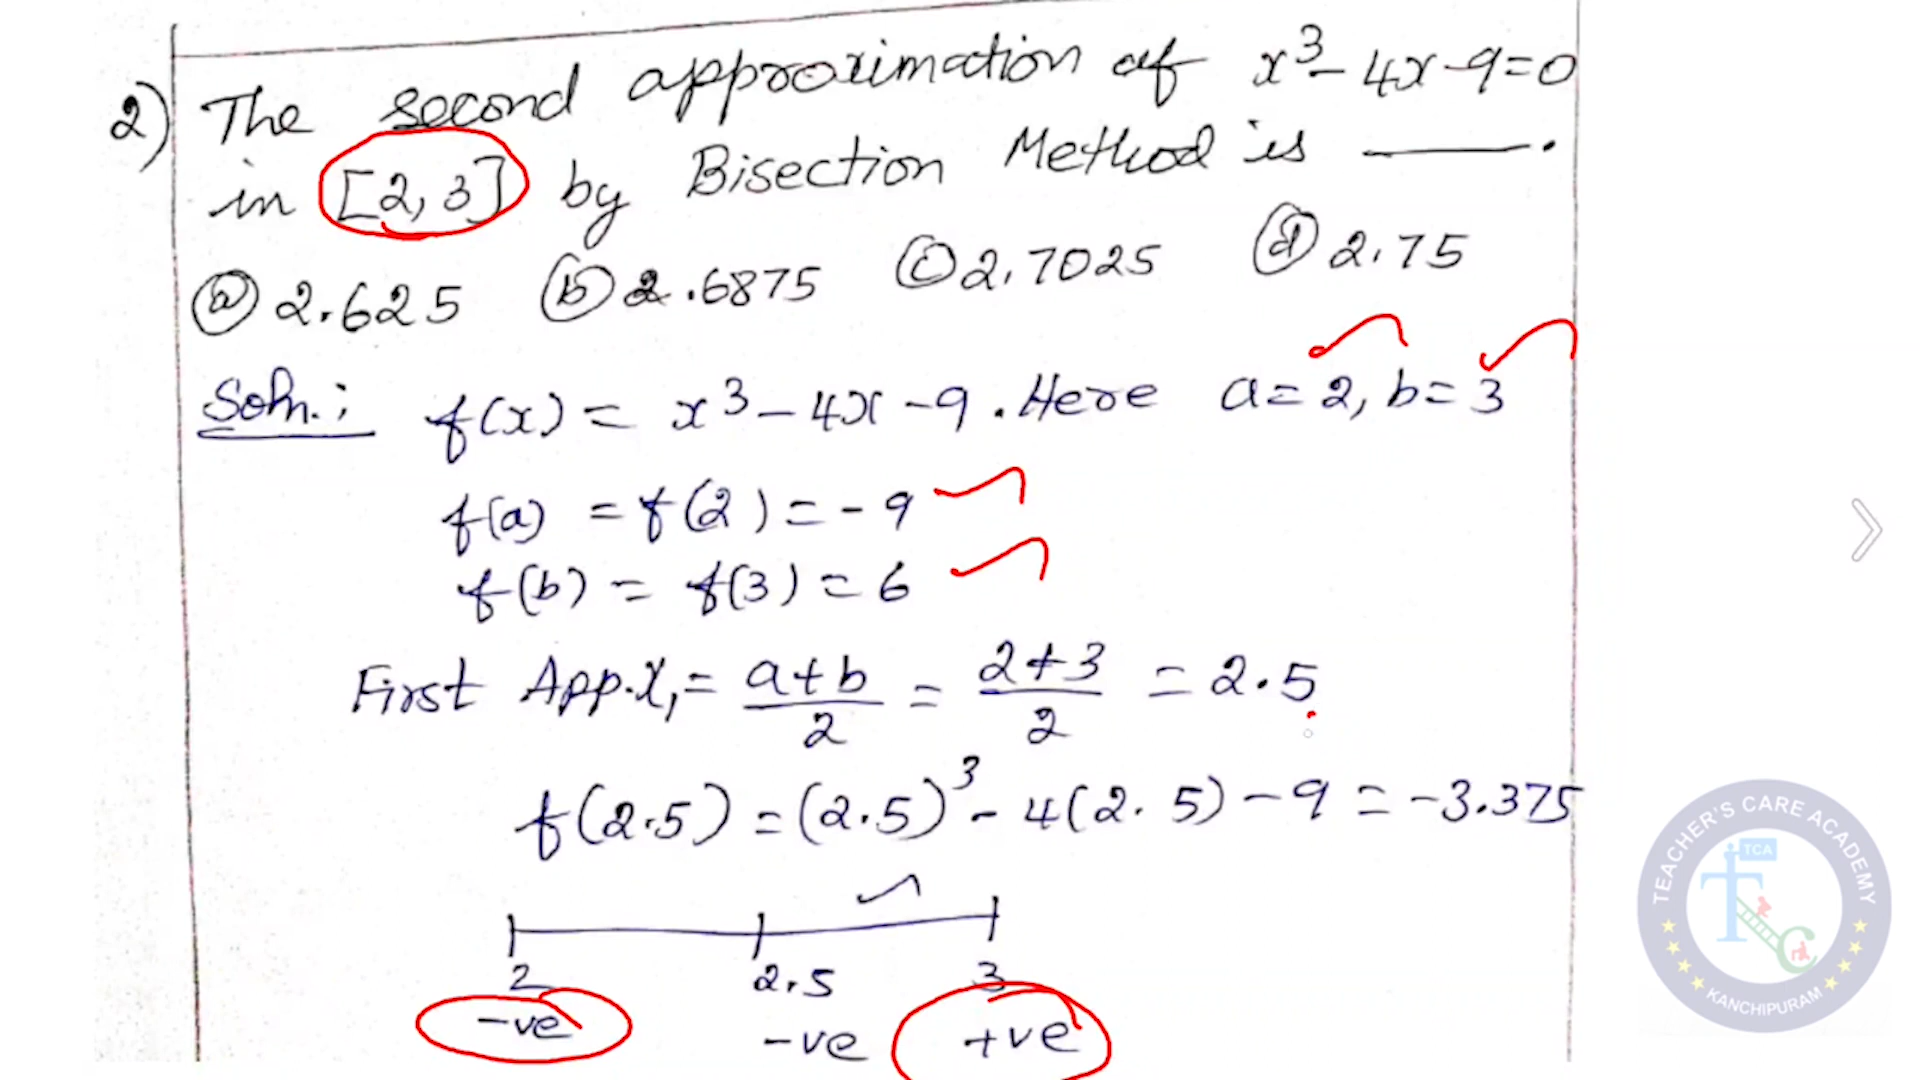 2) The second approximation of x³ - 4x - 9 = 0
in [2, 3] by Bisection Method is ____.
(a) 2.625 (b) 2.6875 (c) 2.7025 (d) 2.75
Soln.: f(x) = x³ - 4x - 9. Here a = 2, b = 3
f(a) = f(2) = -9
f(b) = f(3) = 6
First App. x₁ = (a+b)/2 = (2+3)/2 = 2.5
f(2.5) = (2.5)³ - 4(2.5) - 9 = -3.375
2 2.5 3
-ve -ve +ve
TEACHER'S CARE ACADEMY
TCA
KANCHIPURAM